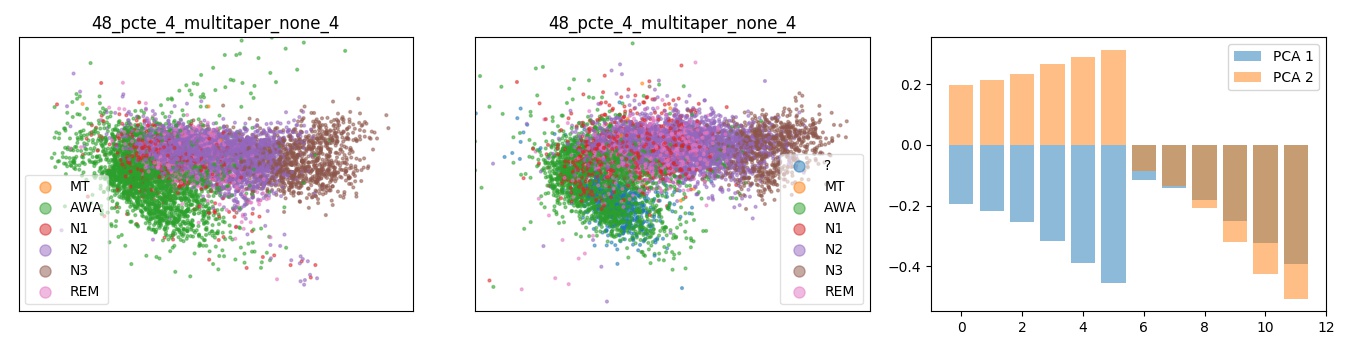 48_pcte_4_multitaper_none_4
MT
AWA
N1
N2
N3
REM
48_pcte_4_multitaper_none_4
?
MT
AWA
N1
N2
N3
REM
PCA 1
PCA 2
0.2
0.0
−0.2
−0.4
0 2 4 6 8 10 12